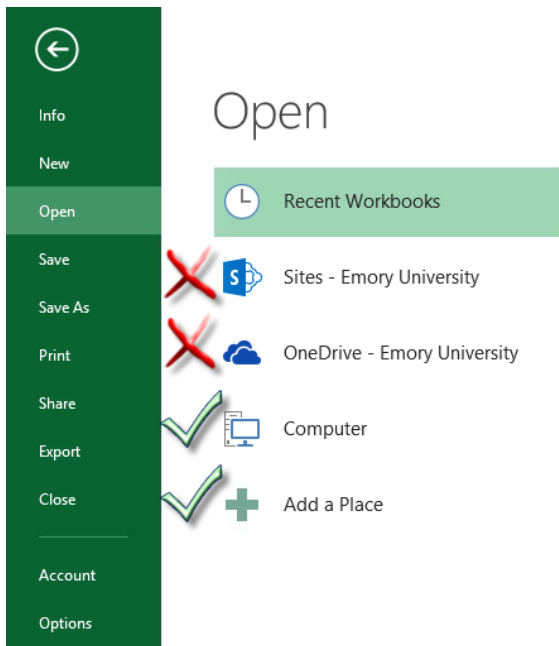 Info
New
Open
Save
Save As
Print
Share
Export
Close
Account
Options
Open
Recent Workbooks
S
Sites - Emory University
OneDrive - Emory University
Computer
Add a Place